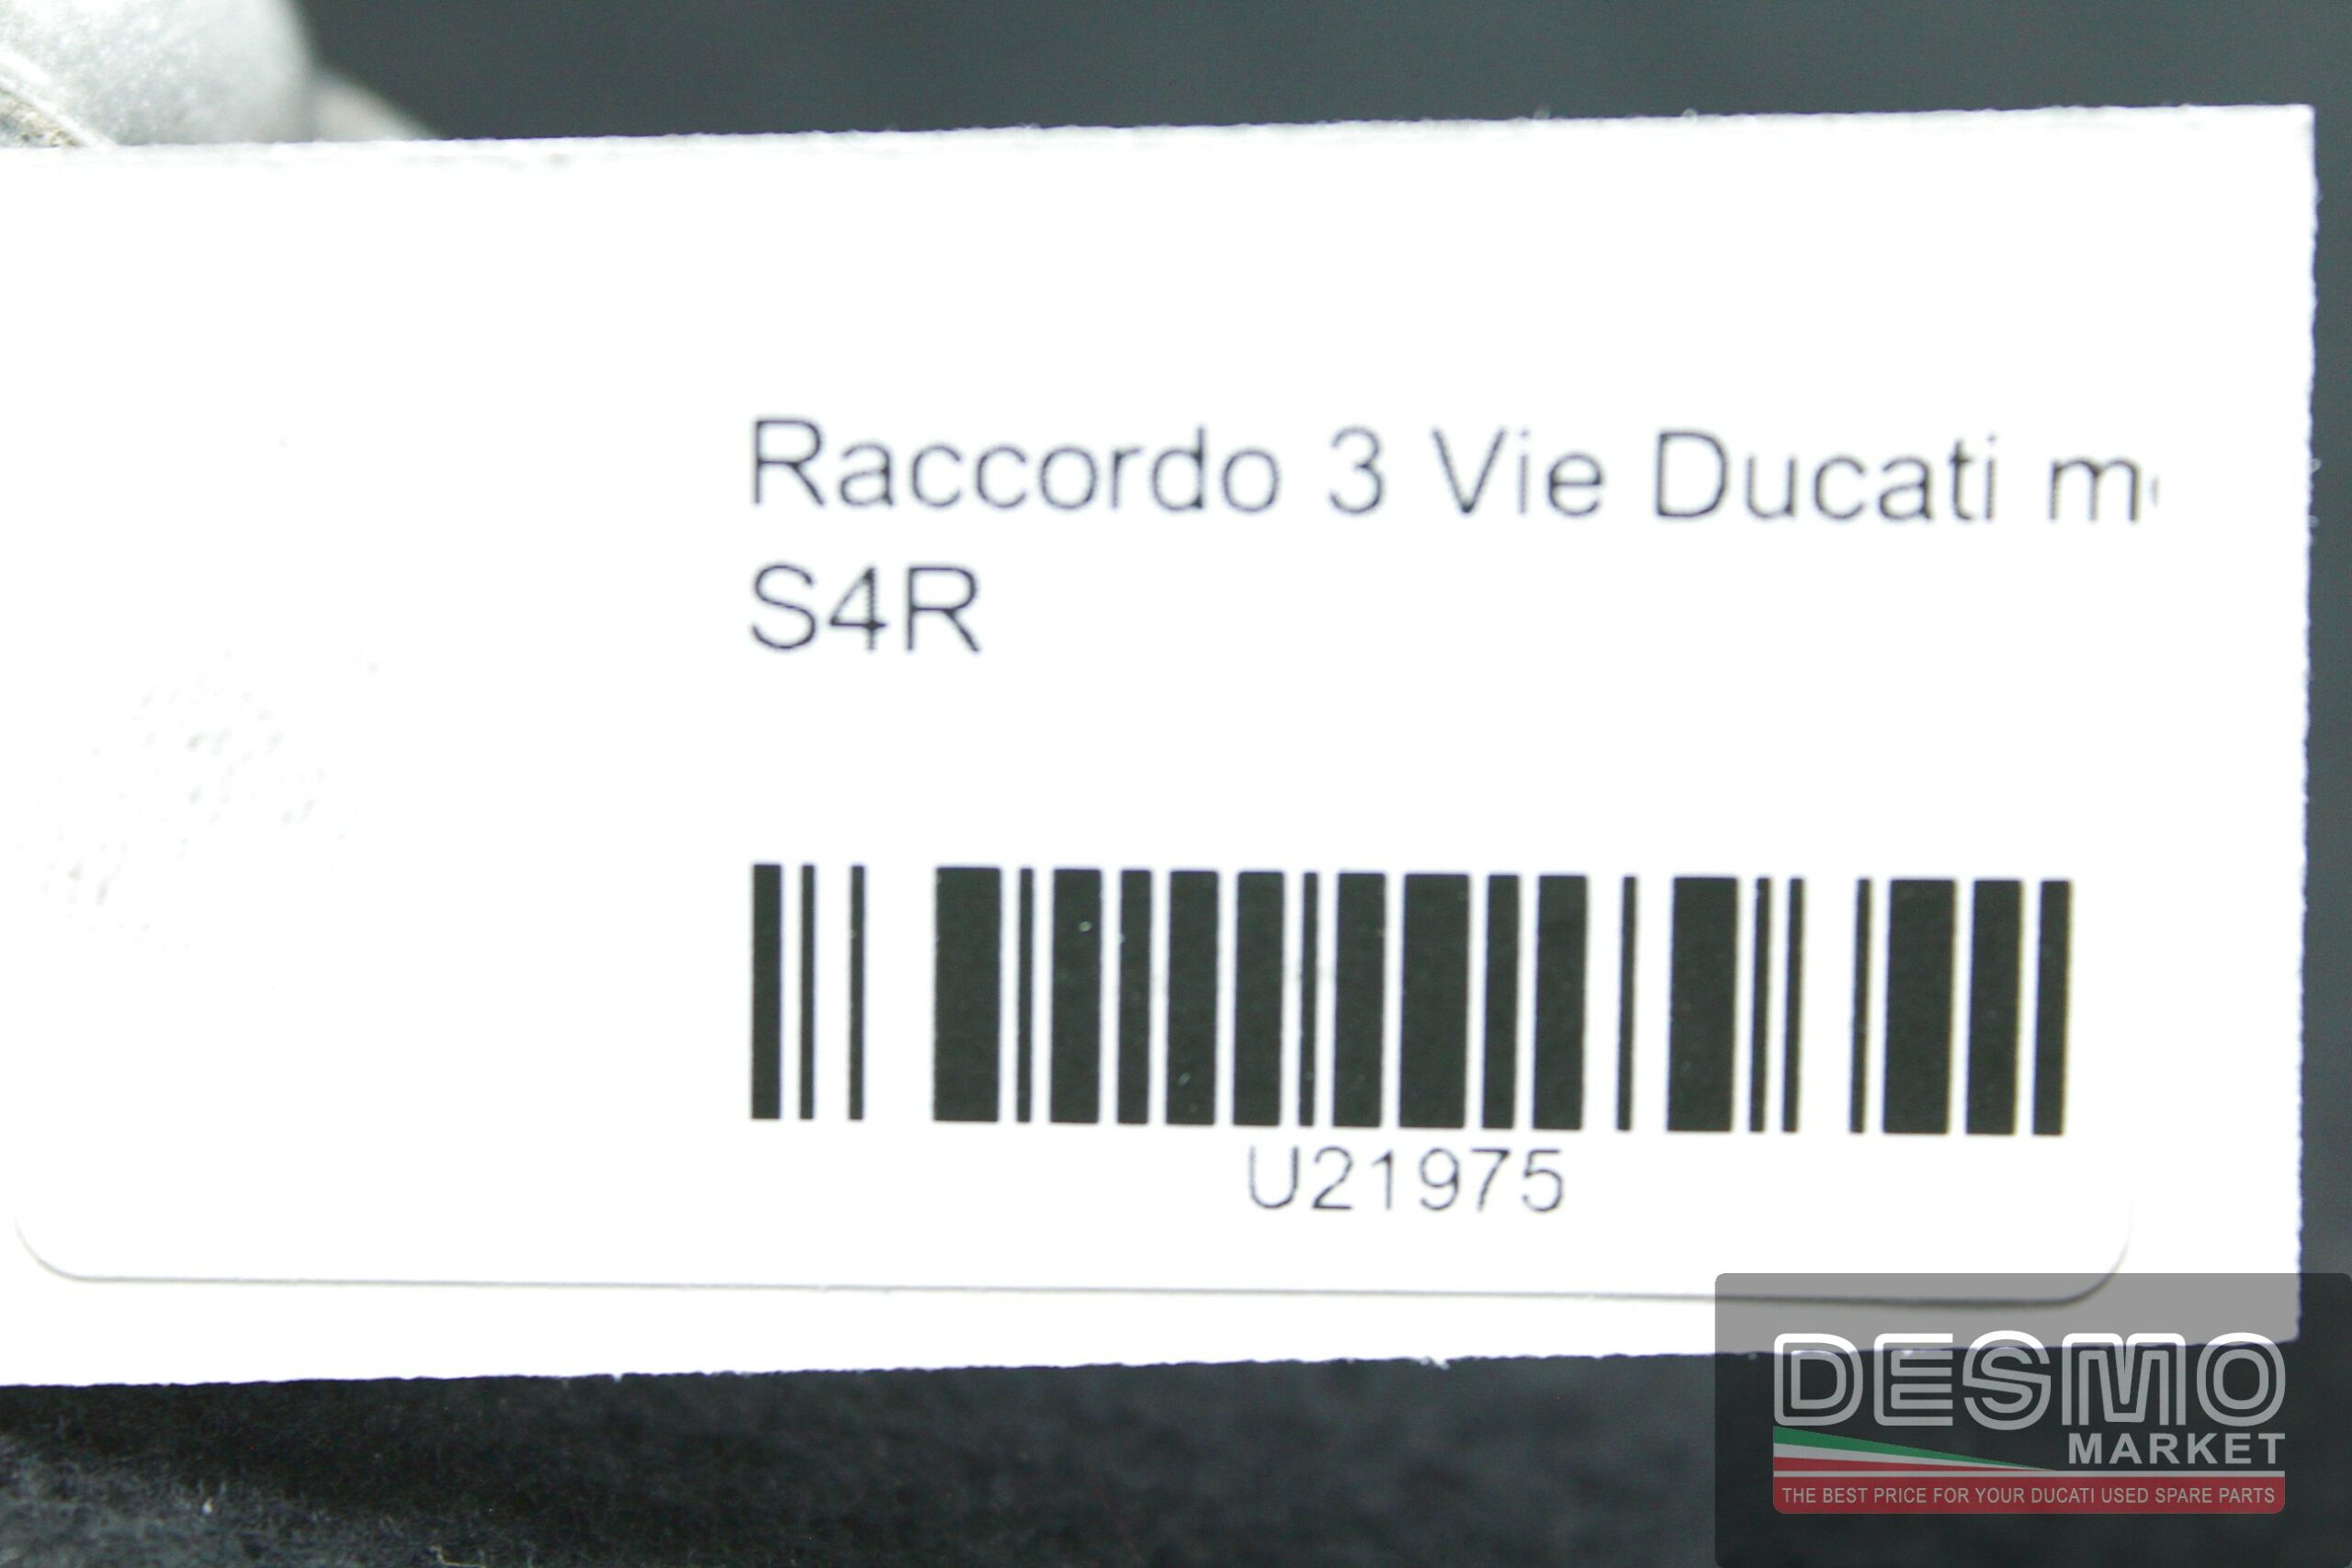 Raccordo 3 Vie Ducati m
S4R
U21975
DESMO
MARKET
THE BEST PRICE FOR YOUR DUCATI USED SPARE PARTS